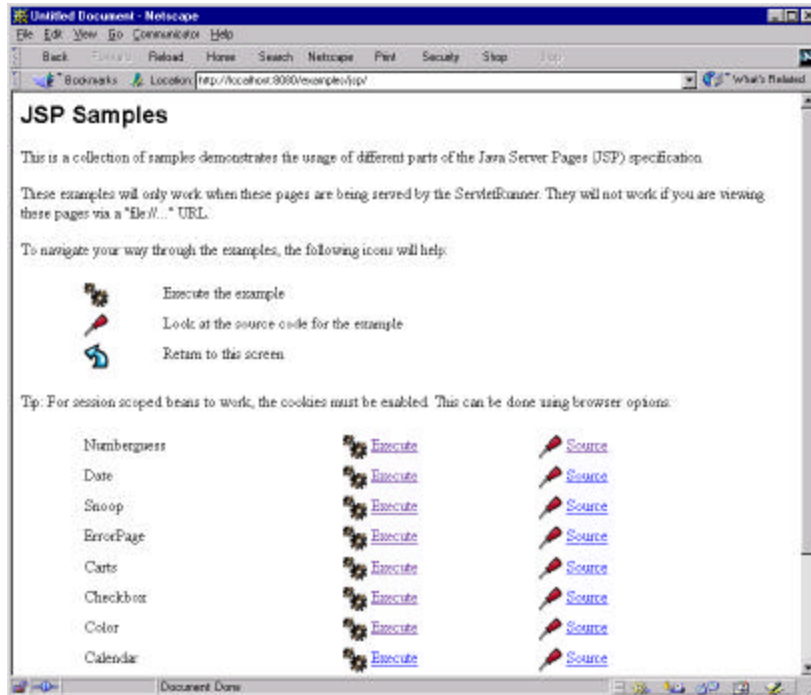 Untitled Document - Netscape
File Edit View Go Communicator Help
Back Forward Reload Home Search Netscape Print Security Stop
Bookmarks Location: http://localhost:8080/examples/jsp/ What's Related
JSP Samples
This is a collection of samples demonstrates the usage of different parts of the Java Server Pages (JSP) specification.
These examples will only work when these pages are being served by the ServletRunner. They will not work if you are viewing
these pages via a "file://..." URL.
To navigate your way through the examples, the following icons will help:
Execute the example
Look at the source code for the example
Return to this screen
Tip: For session scoped beans to work, the cookies must be enabled. This can be done using browser options.
Numberguess Execute Source
Date Execute Source
Snoop Execute Source
ErrorPage Execute Source
Carts Execute Source
Checkbox Execute Source
Color Execute Source
Calendar Execute Source
Document: Done